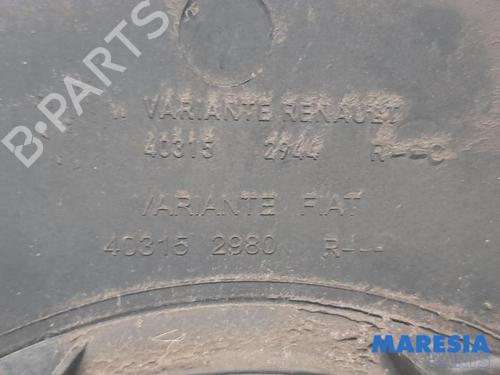 B-PARTS
VARIANTE RENAULT
40315 2944 R---C
VARIANTE FIAT
40315 2980 R---
MARESIA